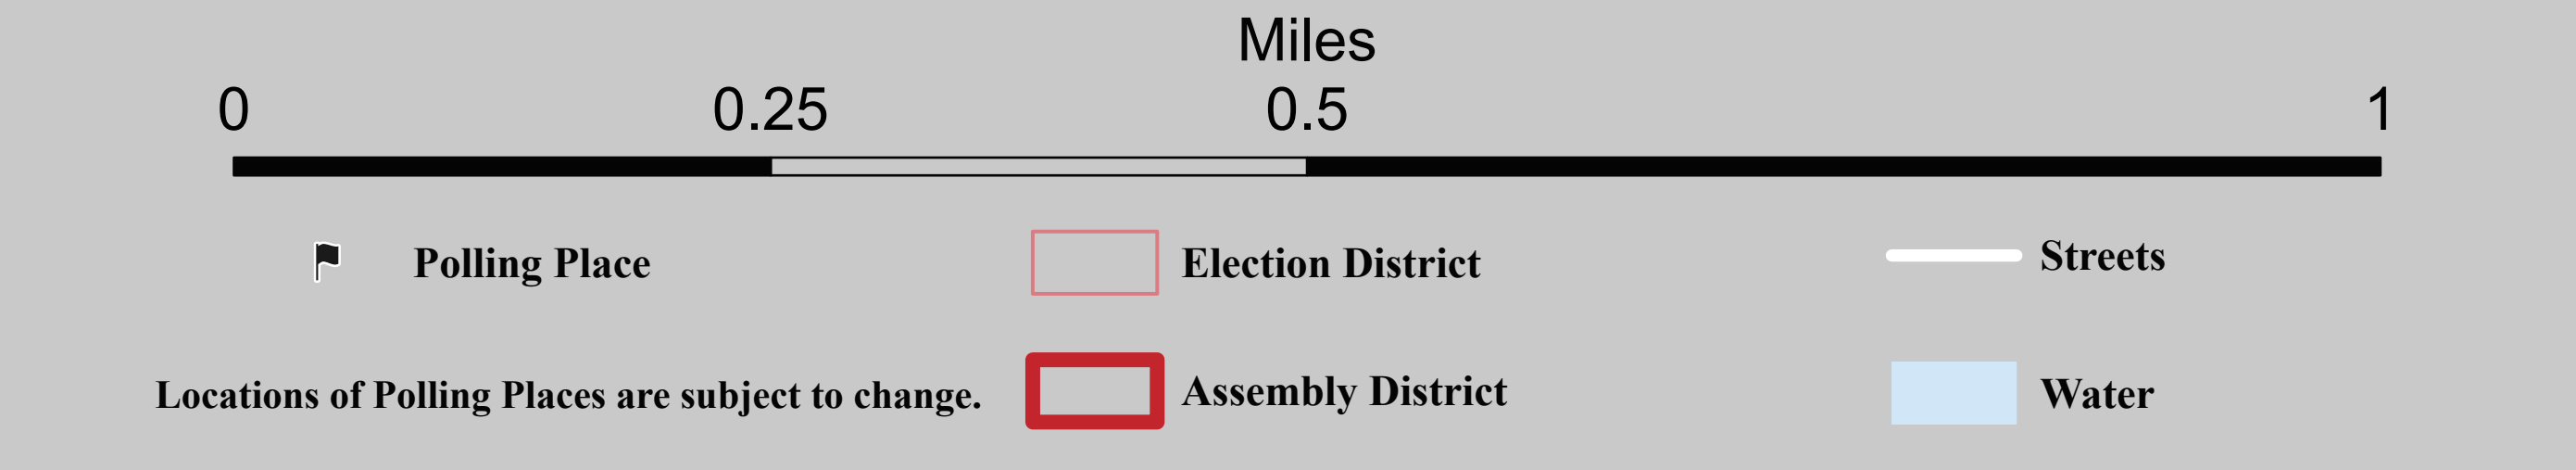 Miles
0 0.25 0.5 1
Polling Place Election District Streets
Locations of Polling Places are subject to change. Assembly District Water